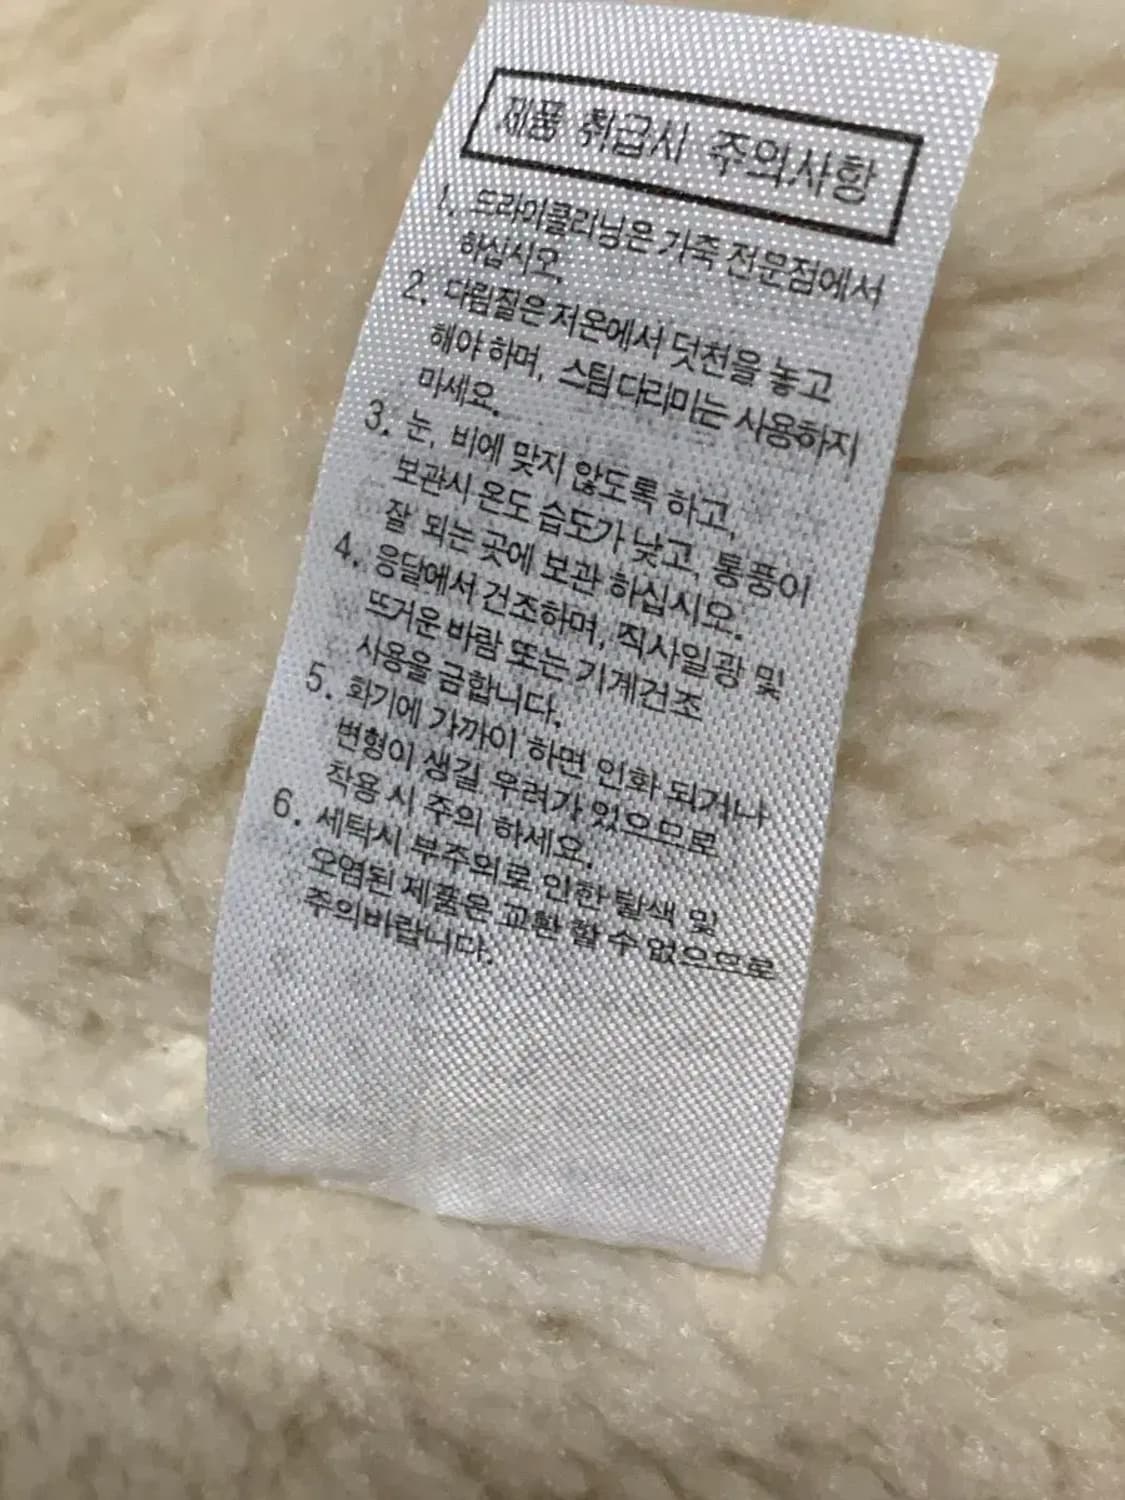 제품 취급시 주의사항
1. 드라이클리닝은 가죽 전문점에서
하십시오.
2. 다림질은 저온에서 덧천을 놓고
해야 하며, 스팀다리미는 사용하지
마세요.
3. 눈, 비에 맞지 않도록 하고,
보관시 온도 습도가 낮고, 통풍이
잘 되는 곳에 보관 하십시오.
4. 응달에서 건조하며, 직사일광 및
뜨거운 바람 또는 기계건조
사용을 금합니다.
5. 화기에 가까이 하면 인화 되거나
변형이 생길 우려가 있으므로
착용 시 주의 하세요.
6. 세탁시 부주의로 인한 탈색 및
오염된 제품은 교환 할 수 없으므로
주의바랍니다.